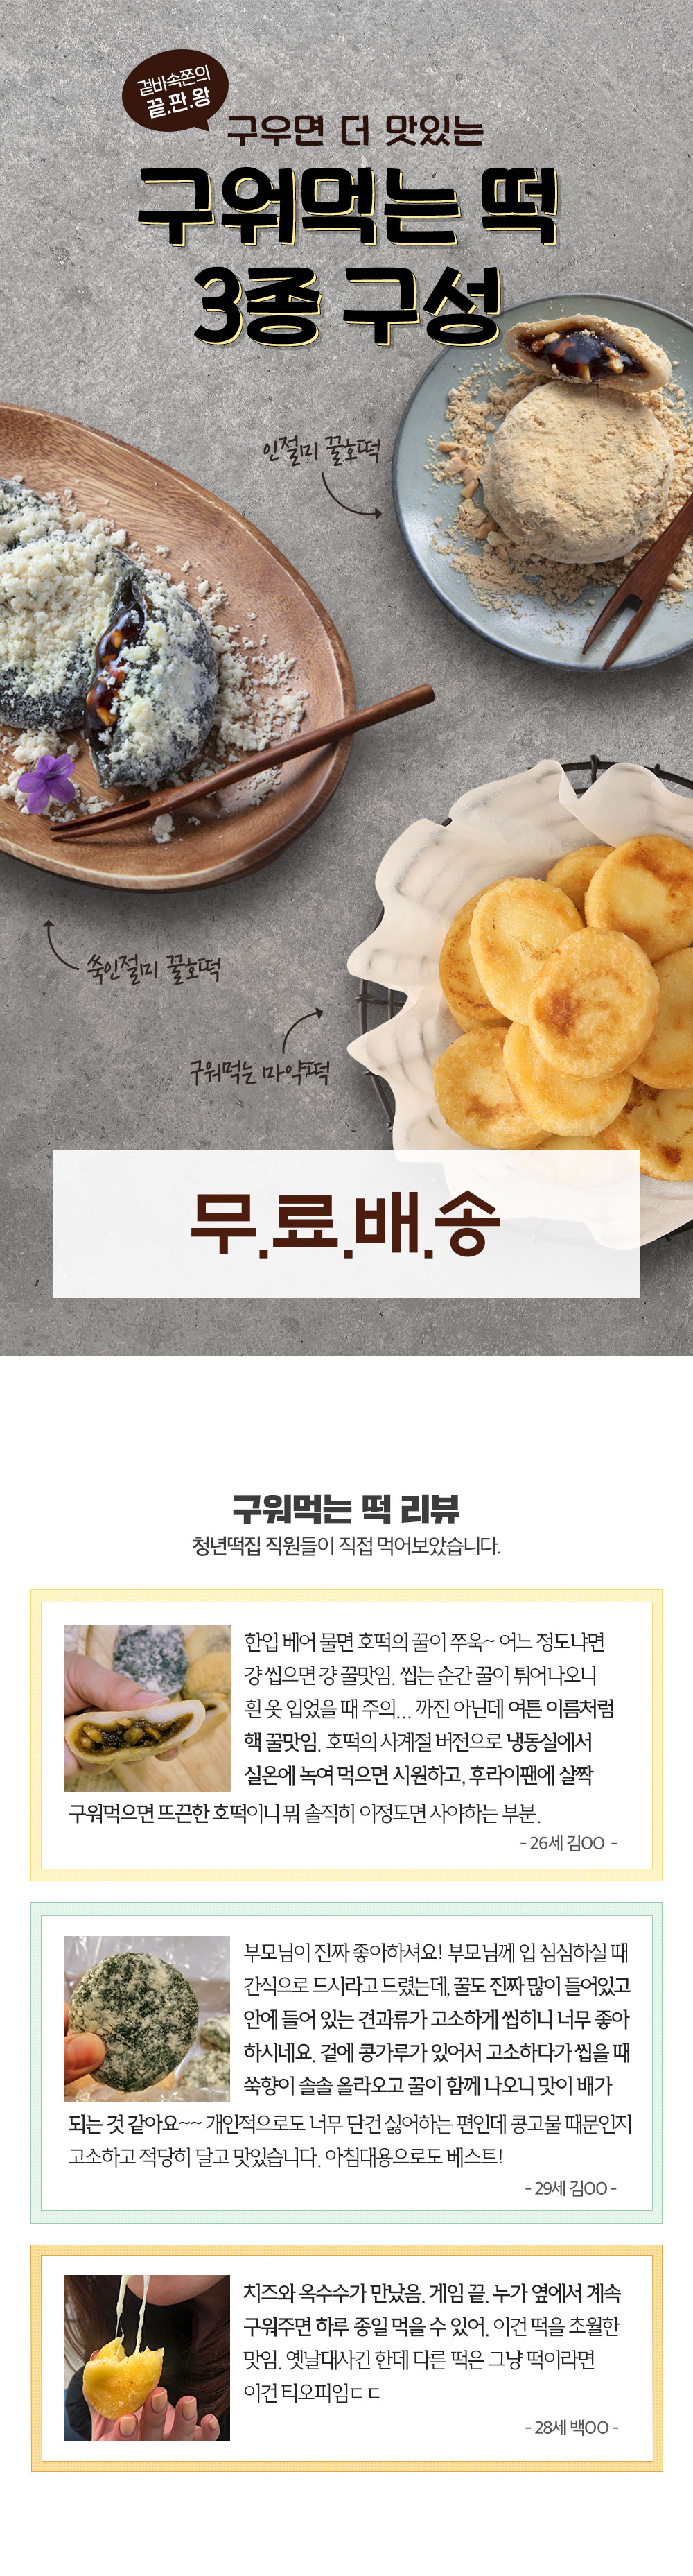 겉바속쫀의
끝.판.왕
구우면 더 맛있는
구워먹는 떡
3종 구성
인절미 꿀호떡
쑥인절미 꿀호떡
구워먹는 마약떡
무.료.배.송
구워먹는 떡 리뷰
청년떡집 직원들이 직접 먹어보았습니다.
한입 베어 물면 호떡의 꿀이 쭈욱~ 어느 정도냐면
걍 씹으면 걍 꿀맛임. 씹는 순간 꿀이 튀어나오니
흰 옷 입었을 때 주의... 까진 아닌데 여튼 이름처럼
핵 꿀맛임. 호떡의 사계절 버전으로 냉동실에서
실온에 녹여 먹으면 시원하고, 후라이팬에 살짝
구워먹으면 뜨끈한 호떡이니 뭐 솔직히 이정도면 사야하는 부분.
- 26세 김OO -
부모님이 진짜 좋아하셔요! 부모님께 입 심심하실 때
간식으로 드시라고 드렸는데, 꿀도 진짜 많이 들어있고
안에 들어 있는 견과류가 고소하게 씹히니 너무 좋아
하시네요. 겉에 콩가루가 있어서 고소하다가 씹을 때
쑥향이 솔솔 올라오고 꿀이 함께 나오니 맛이 배가
되는 것 같아요~~ 개인적으로도 너무 단건 싫어하는 편인데 콩고물 때문인지
고소하고 적당히 달고 맛있습니다. 아침대용으로도 베스트!
- 29세 김OO -
치즈와 옥수수가 만났음. 게임 끝. 누가 옆에서 계속
구워주면 하루 종일 먹을 수 있어. 이건 떡을 초월한
맛임. 옛날대사긴 한데 다른 떡은 그냥 떡이라면
이건 티오피임ㄷㄷ
- 28세 백OO -